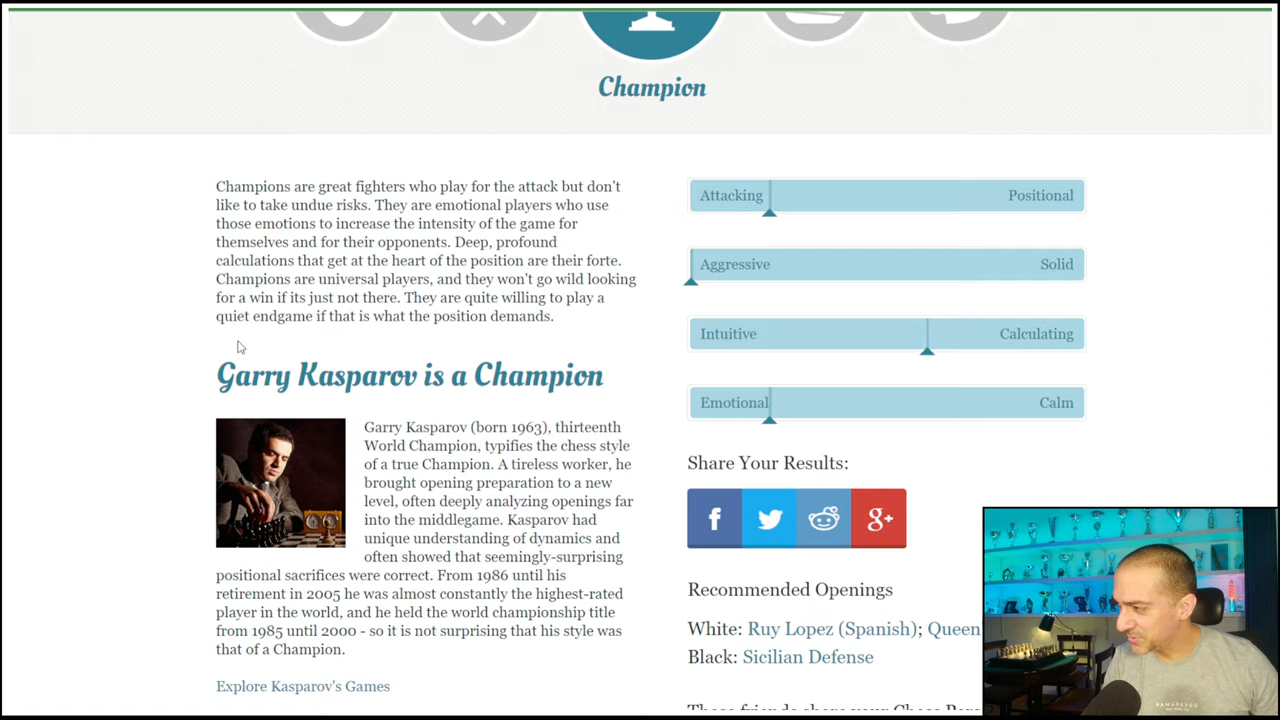 Champion
Champions are great fighters who play for the attack but don't
like to take undue risks. They are emotional players who use
those emotions to increase the intensity of the game for
themselves and for their opponents. Deep, profound
calculations that get at the heart of the position are their forte.
Champions are universal players, and they won't go wild looking
for a win if its just not there. They are quite willing to play a
quiet endgame if that is what the position demands.
Garry Kasparov is a Champion
Garry Kasparov (born 1963), thirteenth
World Champion, typifies the chess style
of a true Champion. A tireless worker, he
brought opening preparation to a new
level, often deeply analyzing openings far
into the middlegame. Kasparov had
unique understanding of dynamics and
often showed that seemingly-surprising
positional sacrifices were correct. From 1986 until his
retirement in 2005 he was almost constantly the highest-rated
player in the world, and he held the world championship title
from 1985 until 2000 - so it is not surprising that his style was
that of a Champion.
Explore Kasparov's Games
Attacking Positional
Aggressive Solid
Intuitive Calculating
Emotional Calm
Share Your Results:
f g+
Recommended Openings
White: Ruy Lopez (Spanish); Queen
Black: Sicilian Defense
These friends share your Chess Pers